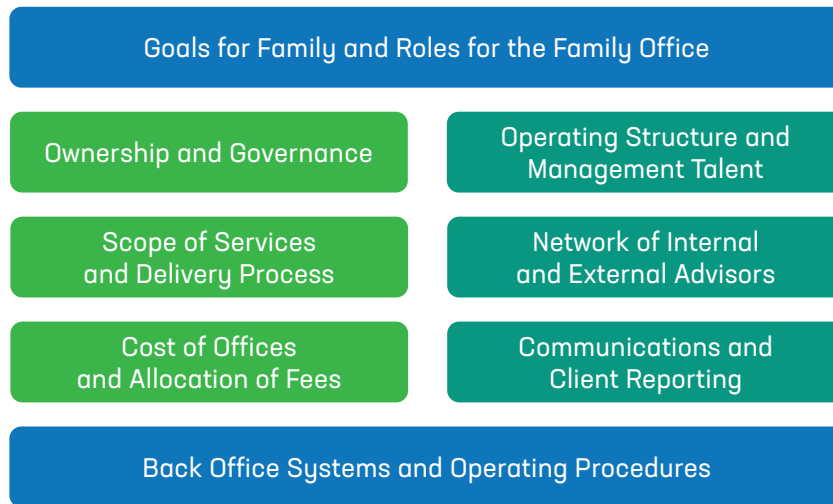 Goals for Family and Roles for the Family Office
Ownership and Governance
Operating Structure and
Management Talent
Scope of Services
and Delivery Process
Network of Internal
and External Advisors
Cost of Offices
and Allocation of Fees
Communications and
Client Reporting
Back Office Systems and Operating Procedures